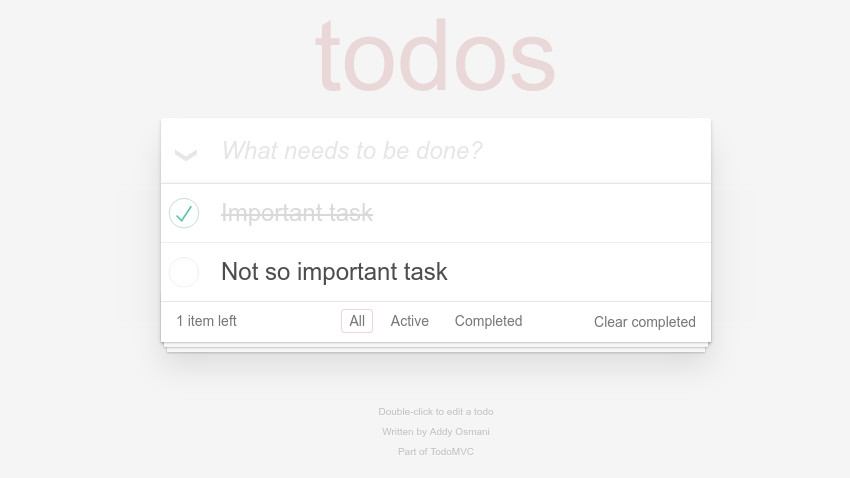 todos
What needs to be done?
Important task
Not so important task
1 item left All Active Completed Clear completed
Double-click to edit a todo
Written by Addy Osmani
Part of TodoMVC